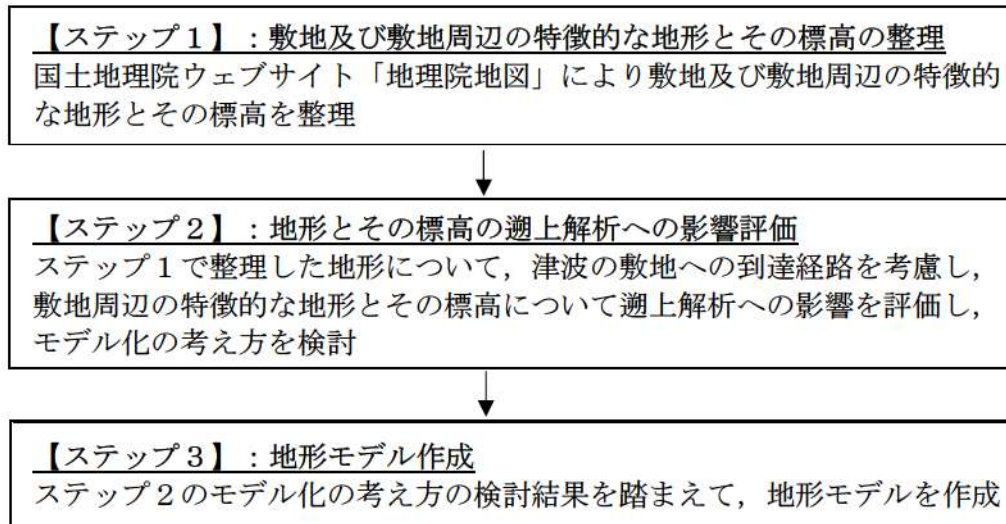 【ステップ１】：敷地及び敷地周辺の特徴的な地形とその標高の整理
国土地理院ウェブサイト「地理院地図」により敷地及び敷地周辺の特徴的
な地形とその標高を整理
【ステップ２】：地形とその標高の遡上解析への影響評価
ステップ１で整理した地形について，津波の敷地への到達経路を考慮し，
敷地周辺の特徴的な地形とその標高について遡上解析への影響を評価し，
モデル化の考え方を検討
【ステップ３】：地形モデル作成
ステップ２のモデル化の考え方の検討結果を踏まえて，地形モデルを作成